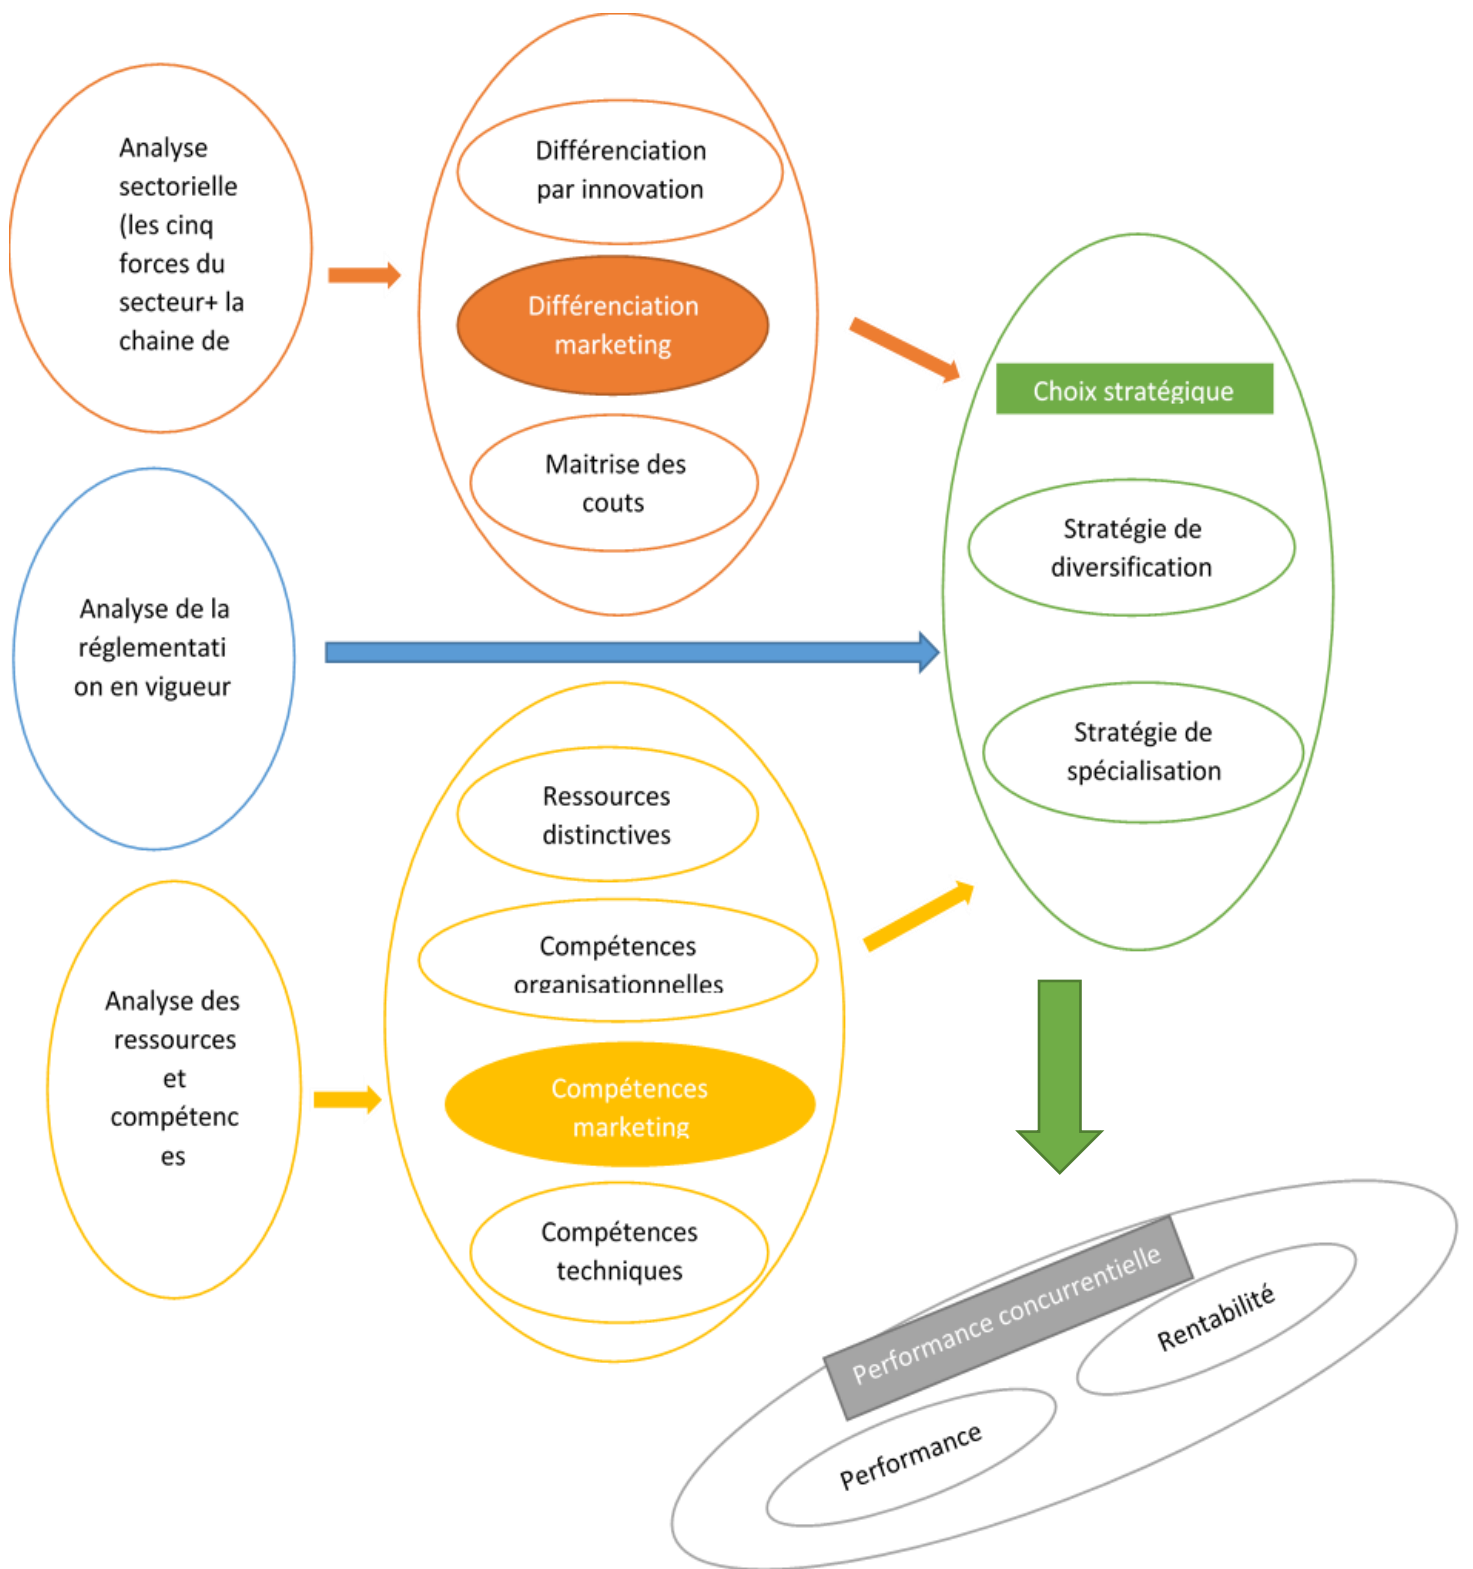 Analyse
sectorielle
(les cinq
forces du
secteur+ la
chaine de
Différenciation
par innovation
Différenciation
marketing
Maitrise des
couts
Choix stratégique
Stratégie de
diversification
Stratégie de
spécialisation
Analyse de la
réglementati
on en vigueur
Ressources
distinctives
Compétences
organisationnelles
Compétences
marketing
Compétences
techniques
Analyse des
ressources
et
compétenc
es
Performance concurrentielle
Rentabilité
Performance